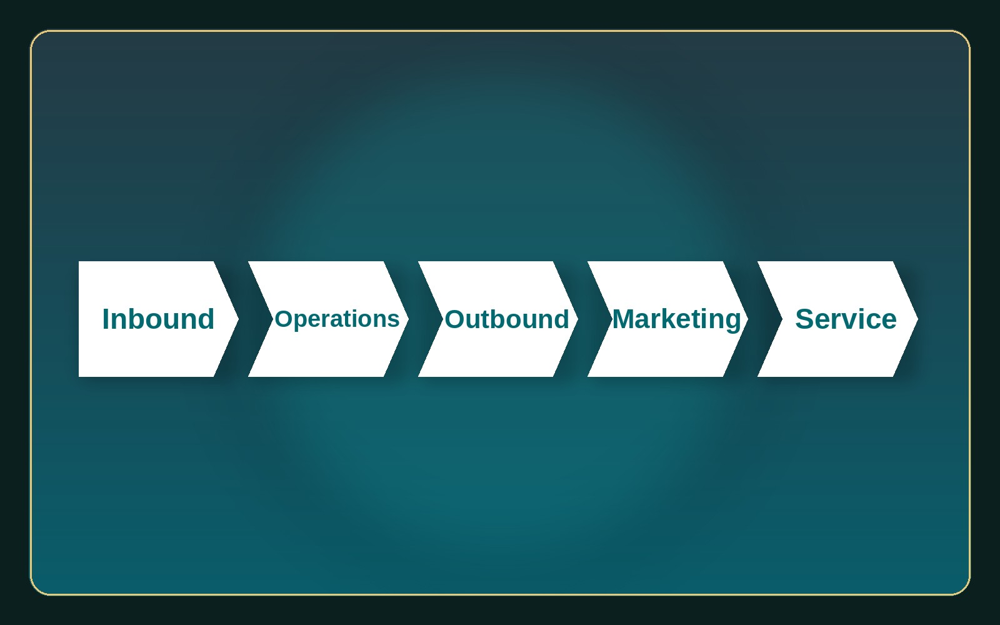 Inbound
Operations
Outbound
Marketing
Service